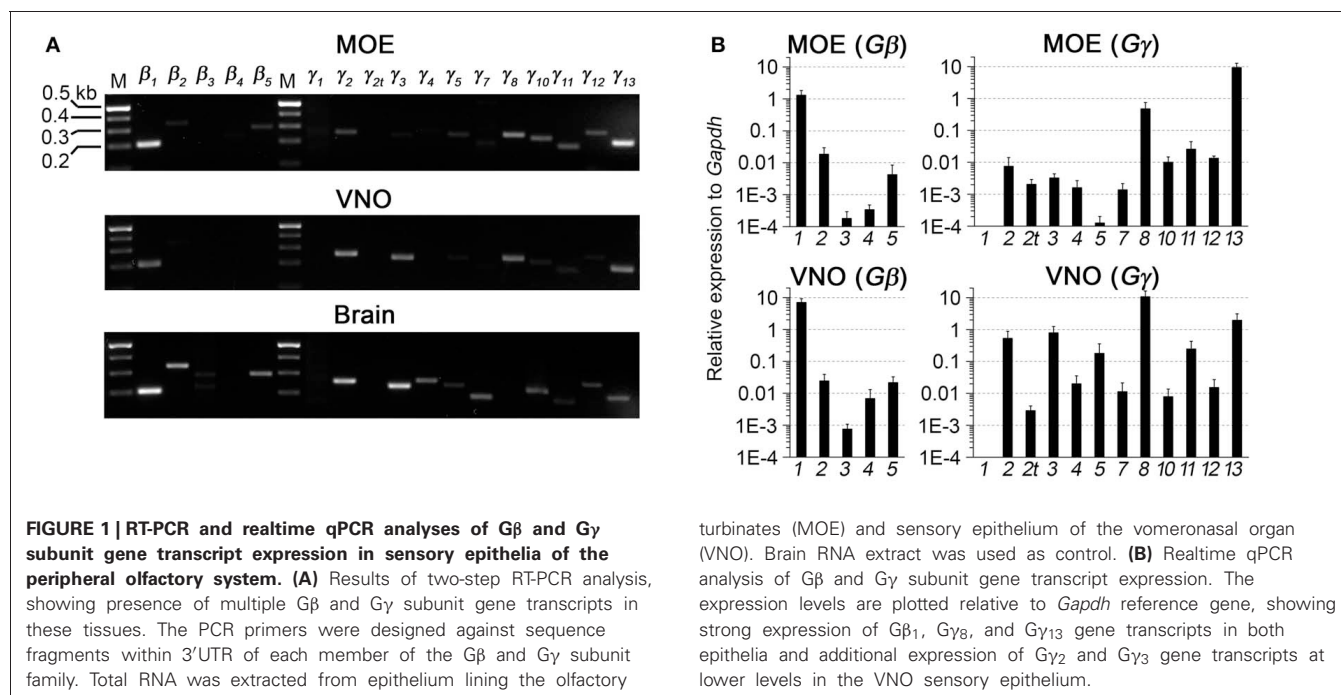 A
MOE
M β1 β2 β3 β4 β5 M γ1 γ2 γ2t γ3 γ4 γ5 γ7 γ8 γ10 γ11 γ12 γ13
0.5 kb
0.4
0.3
0.2
VNO
Brain
B
MOE (Gβ)
MOE (Gγ)
Relative expression to Gapdh
10
1
0.1
0.01
1E-3
1E-4
1 2 3 4 5
1 2 2t 3 4 5 7 8 10 11 12 13
VNO (Gβ)
VNO (Gγ)
10
1
0.1
0.01
1E-3
1E-4
1 2 3 4 5
1 2 2t 3 4 5 7 8 10 11 12 13
FIGURE 1 | RT-PCR and realtime qPCR analyses of Gβ and Gγ
subunit gene transcript expression in sensory epithelia of the
peripheral olfactory system. (A) Results of two-step RT-PCR analysis,
showing presence of multiple Gβ and Gγ subunit gene transcripts in
these tissues. The PCR primers were designed against sequence
fragments within 3′UTR of each member of the Gβ and Gγ subunit
family. Total RNA was extracted from epithelium lining the olfactory
turbinates (MOE) and sensory epithelium of the vomeronasal organ
(VNO). Brain RNA extract was used as control. (B) Realtime qPCR
analysis of Gβ and Gγ subunit gene transcript expression. The
expression levels are plotted relative to Gapdh reference gene, showing
strong expression of Gβ1, Gγ8, and Gγ13 gene transcripts in both
epithelia and additional expression of Gγ2 and Gγ3 gene transcripts at
lower levels in the VNO sensory epithelium.